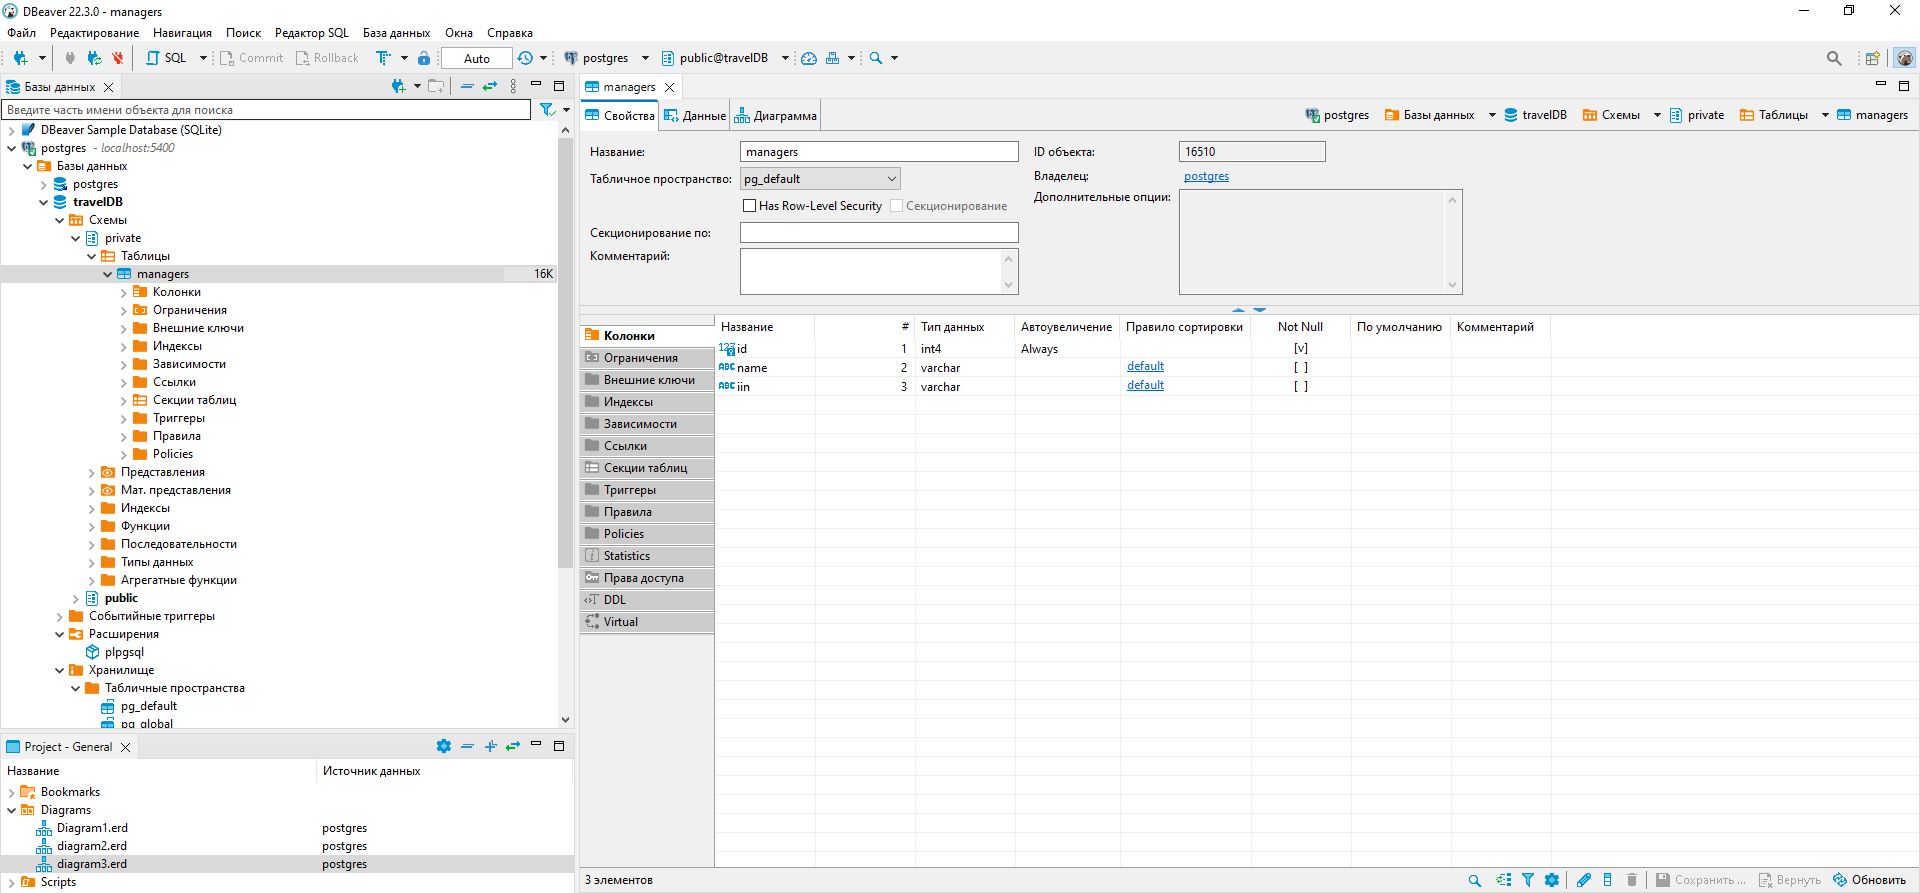 DBeaver 22.3.0 - managers
Файл Редактирование Навигация Поиск Редактор SQL База данных Окна Справка
SQL Commit Rollback Auto postgres public@travelDB
Базы данных
Введите часть имени объекта для поиска
DBeaver Sample Database (SQLite)
postgres - localhost:5400
Базы данных
postgres
travelDB
Схемы
private
Таблицы
managers 16K
Колонки
Ограничения
Внешние ключи
Индексы
Зависимости
Ссылки
Секции таблиц
Триггеры
Правила
Policies
Представления
Мат. представления
Индексы
Функции
Последовательности
Типы данных
Агрегатные функции
public
Событийные триггеры
Расширения
plpgsql
Хранилище
Табличные пространства
pg_default
pg_global
Project - General
Название Источник данных
Bookmarks
Diagrams
Diagram1.erd postgres
diagram2.erd postgres
diagram3.erd postgres
Scripts
managers
Свойства Данные Диаграмма
postgres Базы данных travelDB Схемы private Таблицы managers
Название: managers
Табличное пространство: pg_default
Has Row-Level Security Секционирование
Секционирование по:
Комментарий:
ID объекта: 16510
Владелец: postgres
Дополнительные опции:
Колонки
Ограничения
Внешние ключи
Индексы
Зависимости
Ссылки
Секции таблиц
Триггеры
Правила
Policies
Statistics
Права доступа
DDL
Virtual
Название # Тип данных Автоувеличение Правило сортировки Not Null По умолчанию Комментарий
123 id 1 int4 Always [v]
ABC name 2 varchar default [ ]
ABC iin 3 varchar default [ ]
3 элементов
Сохранить ... Вернуть Обновить